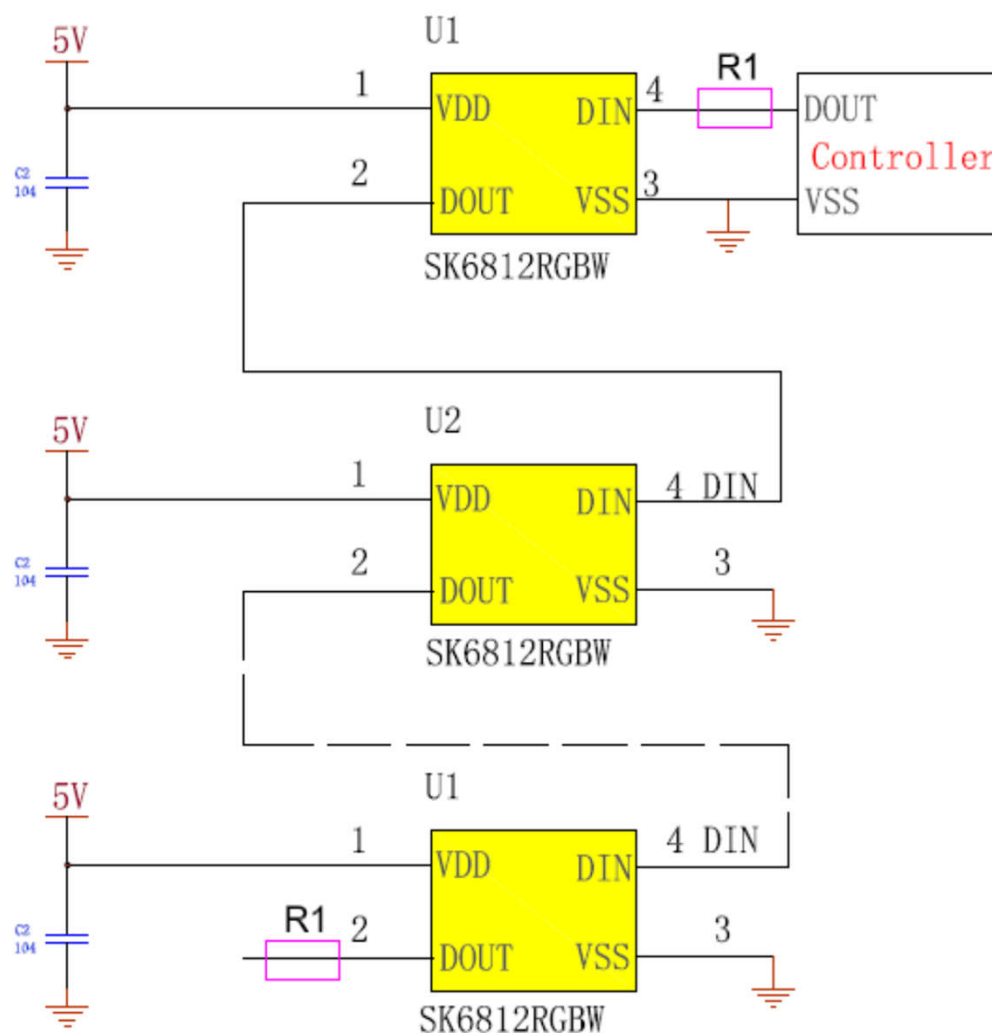 U1
5V
R1
1
VDD
DIN
4
DOUT
Controller
C2
104
2
DOUT
VSS
3
VSS
SK6812RGBW
U2
5V
1
VDD
DIN
4 DIN
C2
104
2
DOUT
VSS
3
SK6812RGBW
U1
5V
1
VDD
DIN
4 DIN
C2
104
R1
2
DOUT
VSS
3
SK6812RGBW